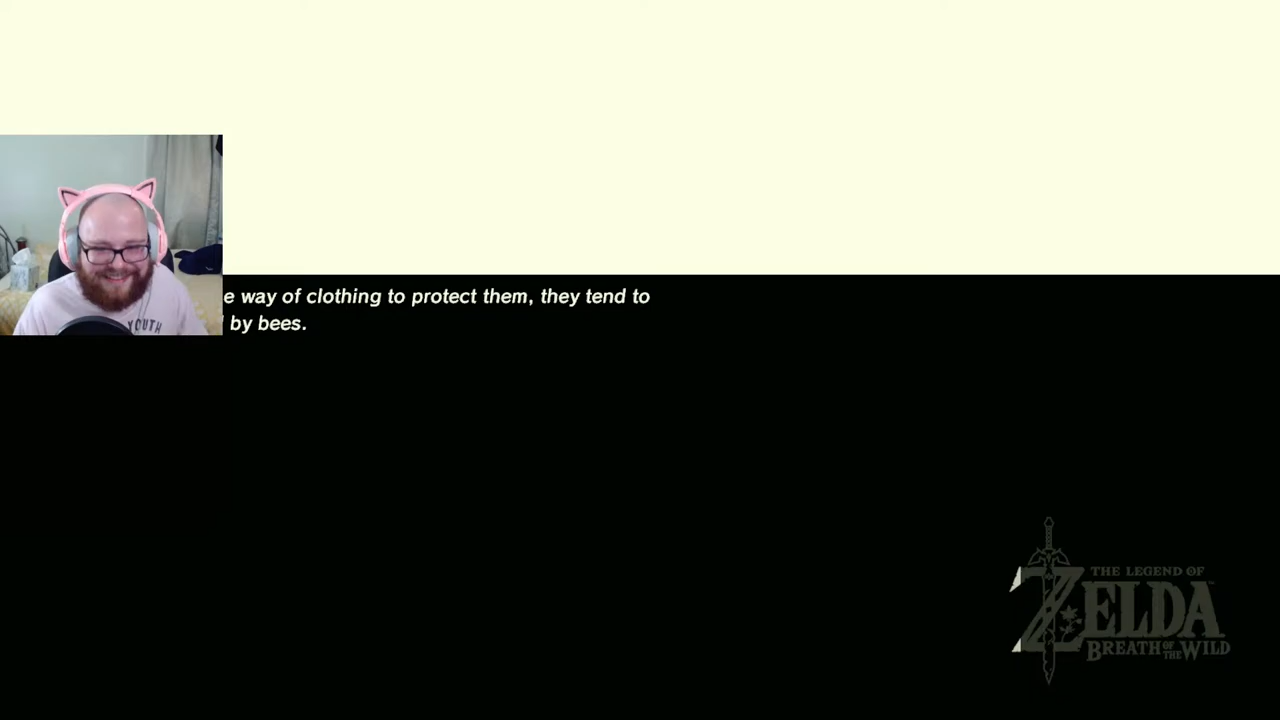 e way of clothing to protect them, they tend to
by bees.
YOUTH
THE LEGEND OF
ZELDA
BREATH OF THE WILD